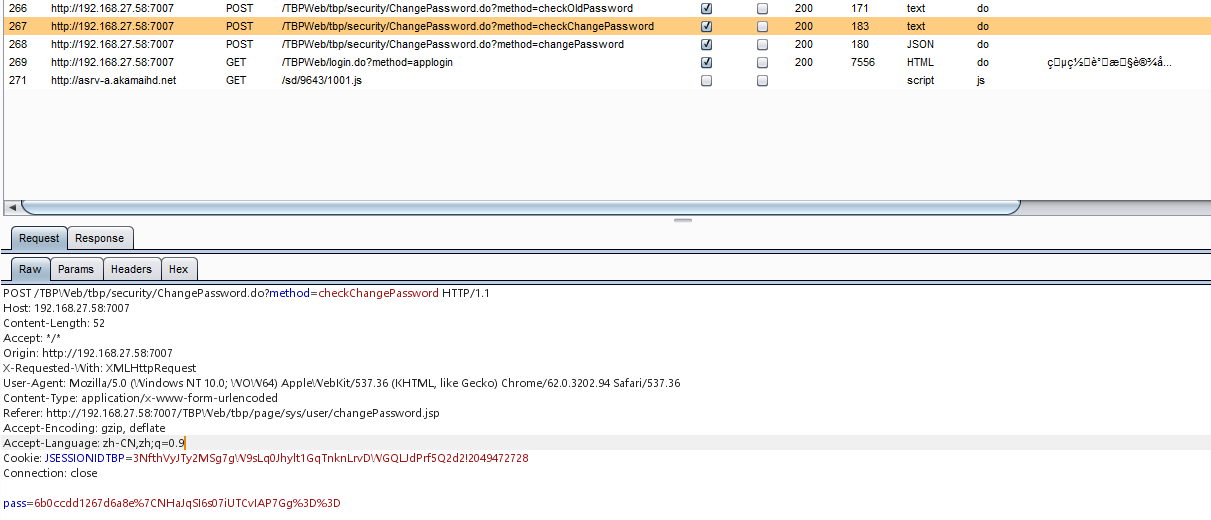 266 http://192.168.27.58:7007 POST /TBPWeb/tbp/security/ChangePassword.do?method=checkOldPassword 200 171 text do
267 http://192.168.27.58:7007 POST /TBPWeb/tbp/security/ChangePassword.do?method=checkChangePassword 200 183 text do
268 http://192.168.27.58:7007 POST /TBPWeb/tbp/security/ChangePassword.do?method=changePassword 200 180 JSON do
269 http://192.168.27.58:7007 GET /TBPWeb/login.do?method=applogin 200 7556 HTML do
271 http://asrv-a.akamaihd.net GET /sd/9643/1001.js script js
Request Response
Raw Params Headers Hex
POST /TBPWeb/tbp/security/ChangePassword.do?method=checkChangePassword HTTP/1.1
Host: 192.168.27.58:7007
Content-Length: 52
Accept: */*
Origin: http://192.168.27.58:7007
X-Requested-With: XMLHttpRequest
User-Agent: Mozilla/5.0 (Windows NT 10.0; WOW64) AppleWebKit/537.36 (KHTML, like Gecko) Chrome/62.0.3202.94 Safari/537.36
Content-Type: application/x-www-form-urlencoded
Referer: http://192.168.27.58:7007/TBPWeb/tbp/page/sys/user/changePassword.jsp
Accept-Encoding: gzip, deflate
Accept-Language: zh-CN,zh;q=0.9
Cookie: JSESSIONIDTBP=3NfthVyJTy2MSg7gW9sLq0Jhylt1GqTnknLrvDWGQLJdPrf5Q2d2!2049472728
Connection: close
pass=6b0ccdd1267d6a8e%7CNHaJqSI6s07iUTCvIAP7Gg%3D%3D